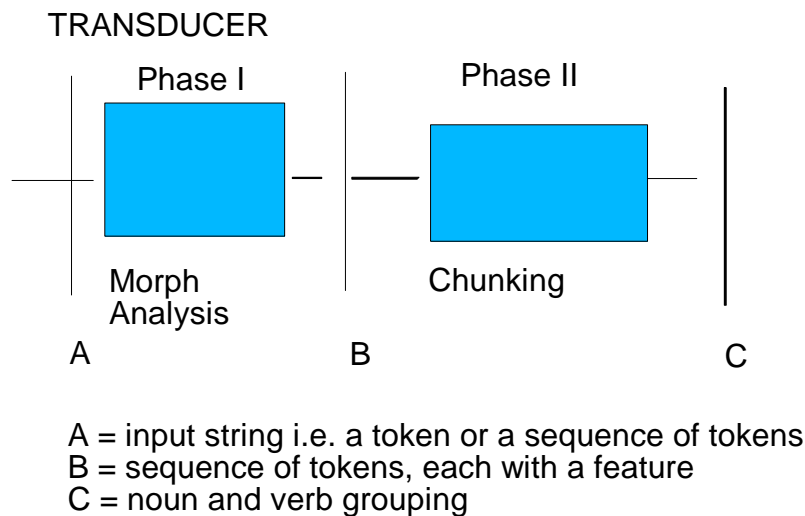 TRANSDUCER
Phase I
Phase II
Morph
Analysis
Chunking
A
B
C
A = input string i.e. a token or a sequence of tokens
B = sequence of tokens, each with a feature
C = noun and verb grouping